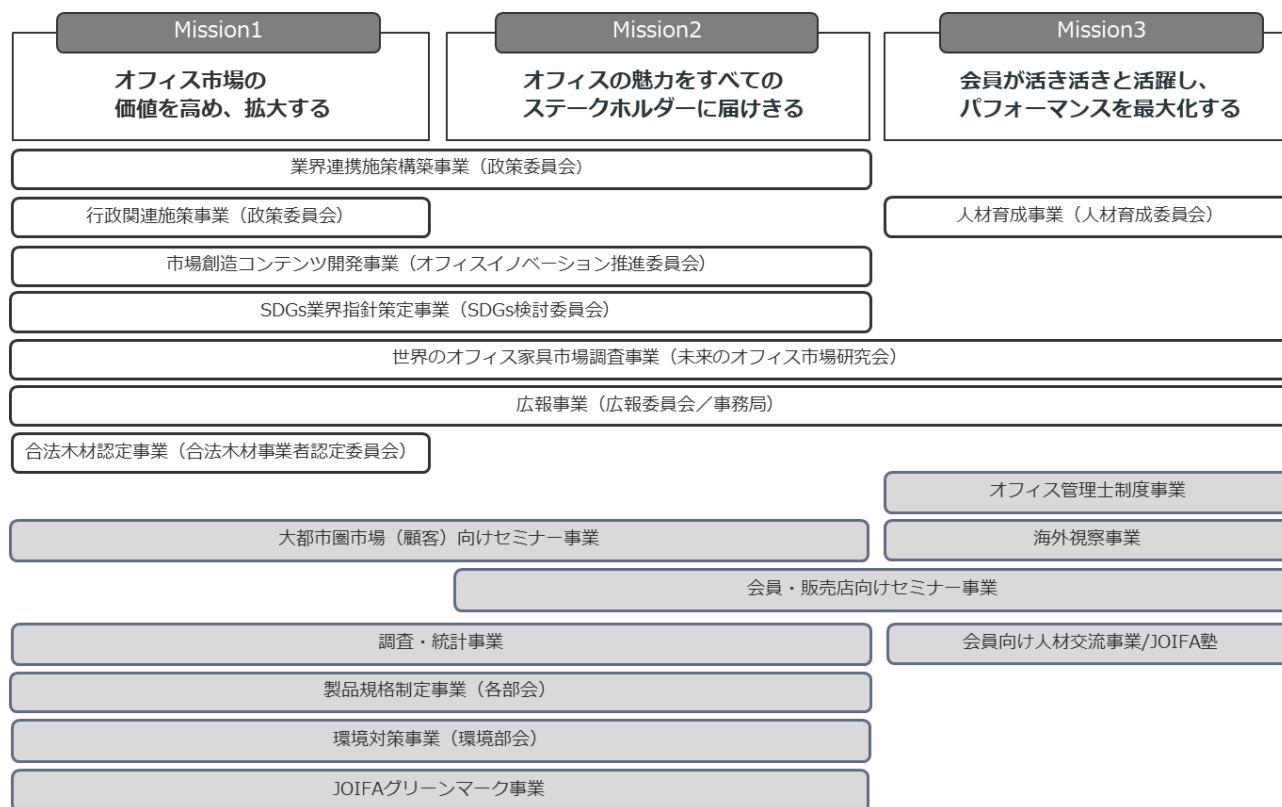 Mission1
Mission2
Mission3
オフィス市場の
価値を高め、拡大する
オフィスの魅力をすべての
ステークホルダーに届けきる
会員が活き活きと活躍し、
パフォーマンスを最大化する
業界連携施策構築事業（政策委員会）
行政関連施策事業（政策委員会）
人材育成事業（人材育成委員会）
市場創造コンテンツ開発事業（オフィスイノベーション推進委員会）
SDGs業界指針策定事業（SDGs検討委員会）
世界のオフィス家具市場調査事業（未来のオフィス市場研究会）
広報事業（広報委員会／事務局）
合法木材認定事業（合法木材事業者認定委員会）
オフィス管理士制度事業
大都市圏市場（顧客）向けセミナー事業
海外視察事業
会員・販売店向けセミナー事業
調査・統計事業
会員向け人材交流事業/JOIFA塾
製品規格制定事業（各部会）
環境対策事業（環境部会）
JOIFAグリーンマーク事業